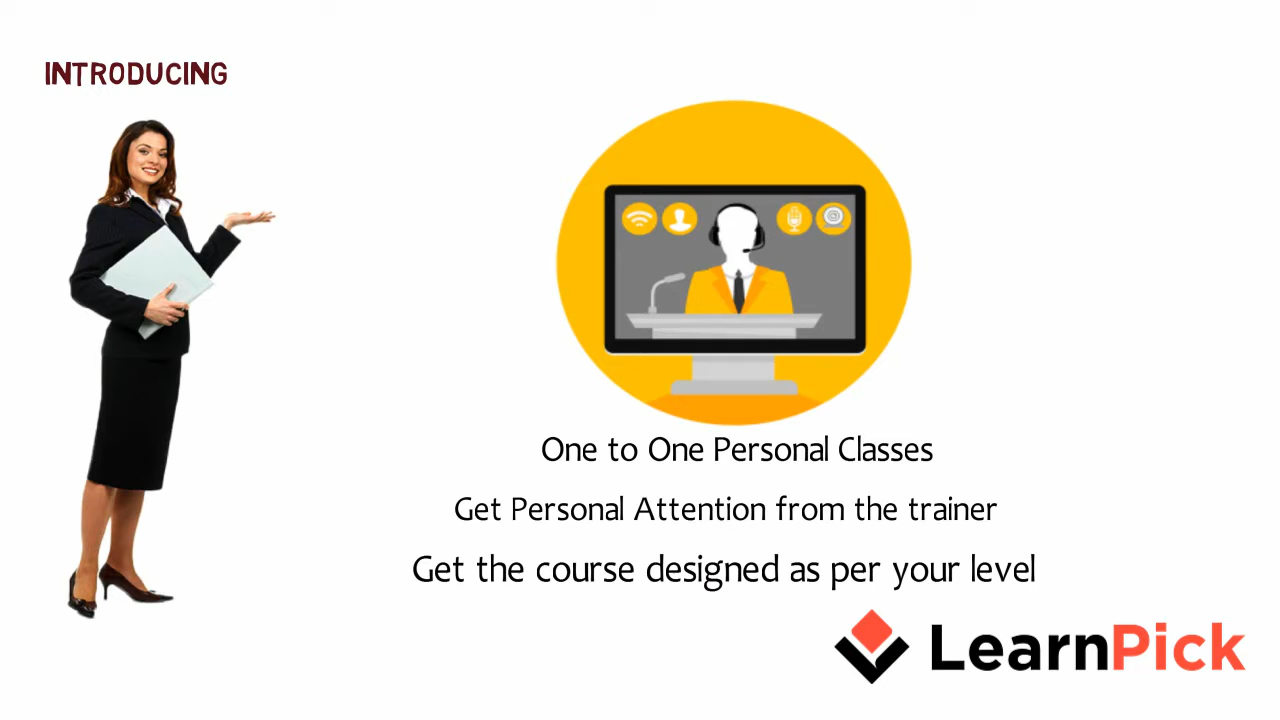 INTRODUCING
One to One Personal Classes
Get Personal Attention from the trainer
Get the course designed as per your level
LearnPick